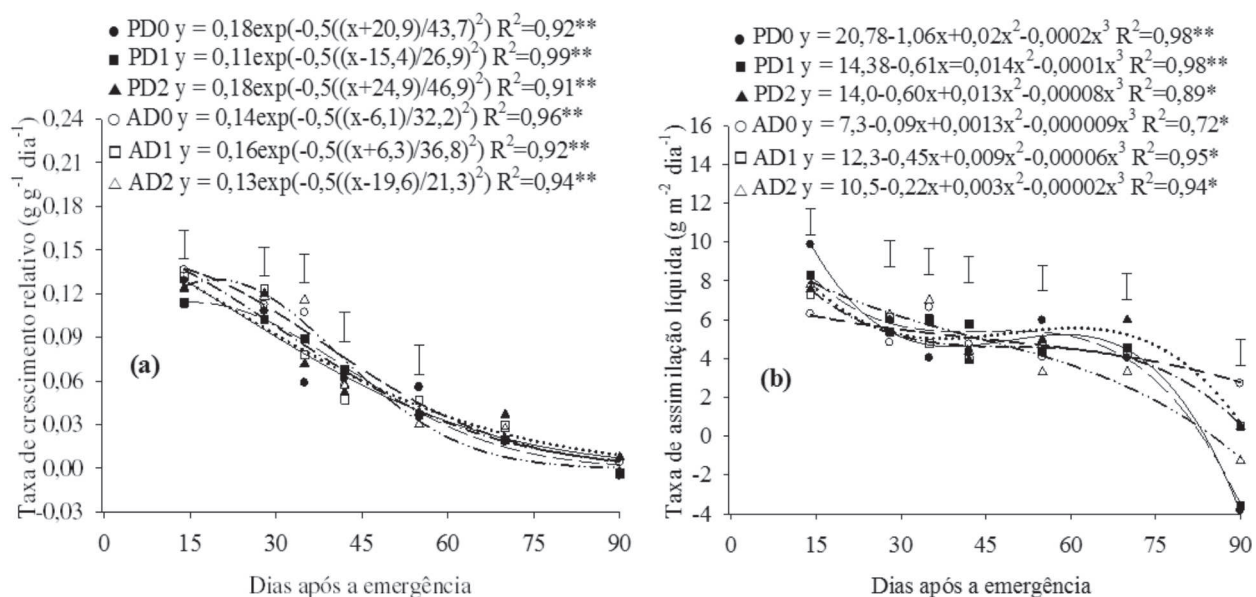 ● PD0 y = 0,18exp(-0,5((x+20,9)/43,7)²) R²=0,92**
■ PD1 y = 0,11exp(-0,5((x-15,4)/26,9)²) R²=0,99**
▲ PD2 y = 0,18exp(-0,5((x+24,9)/46,9)²) R²=0,91**
○ AD0 y = 0,14exp(-0,5((x-6,1)/32,2)²) R²=0,96**
□ AD1 y = 0,16exp(-0,5((x+6,3)/36,8)²) R²=0,92**
△ AD2 y = 0,13exp(-0,5((x-19,6)/21,3)²) R²=0,94**
Taxa de crescimento relativo (g g⁻¹ dia⁻¹)
0,24
0,21
0,18
0,15
0,12
0,09
0,06
0,03
0,00
-0,03
(a)
0 15 30 45 60 75 90
Dias após a emergência
● PD0 y = 20,78-1,06x+0,02x²-0,0002x³ R²=0,98**
■ PD1 y = 14,38-0,61x=0,014x²-0,0001x³ R²=0,98**
▲ PD2 y = 14,0-0,60x+0,013x²-0,00008x³ R²=0,89*
○ AD0 y = 7,3-0,09x+0,0013x²-0,000009x³ R²=0,72*
□ AD1 y = 12,3-0,45x+0,009x²-0,00006x³ R²=0,95*
△ AD2 y = 10,5-0,22x+0,003x²-0,00002x³ R²=0,94*
Taxa de assimilação líquida (g m⁻² dia⁻¹)
16
14
12
10
8
6
4
2
0
-2
-4
(b)
0 15 30 45 60 75 90
Dias após a emergência